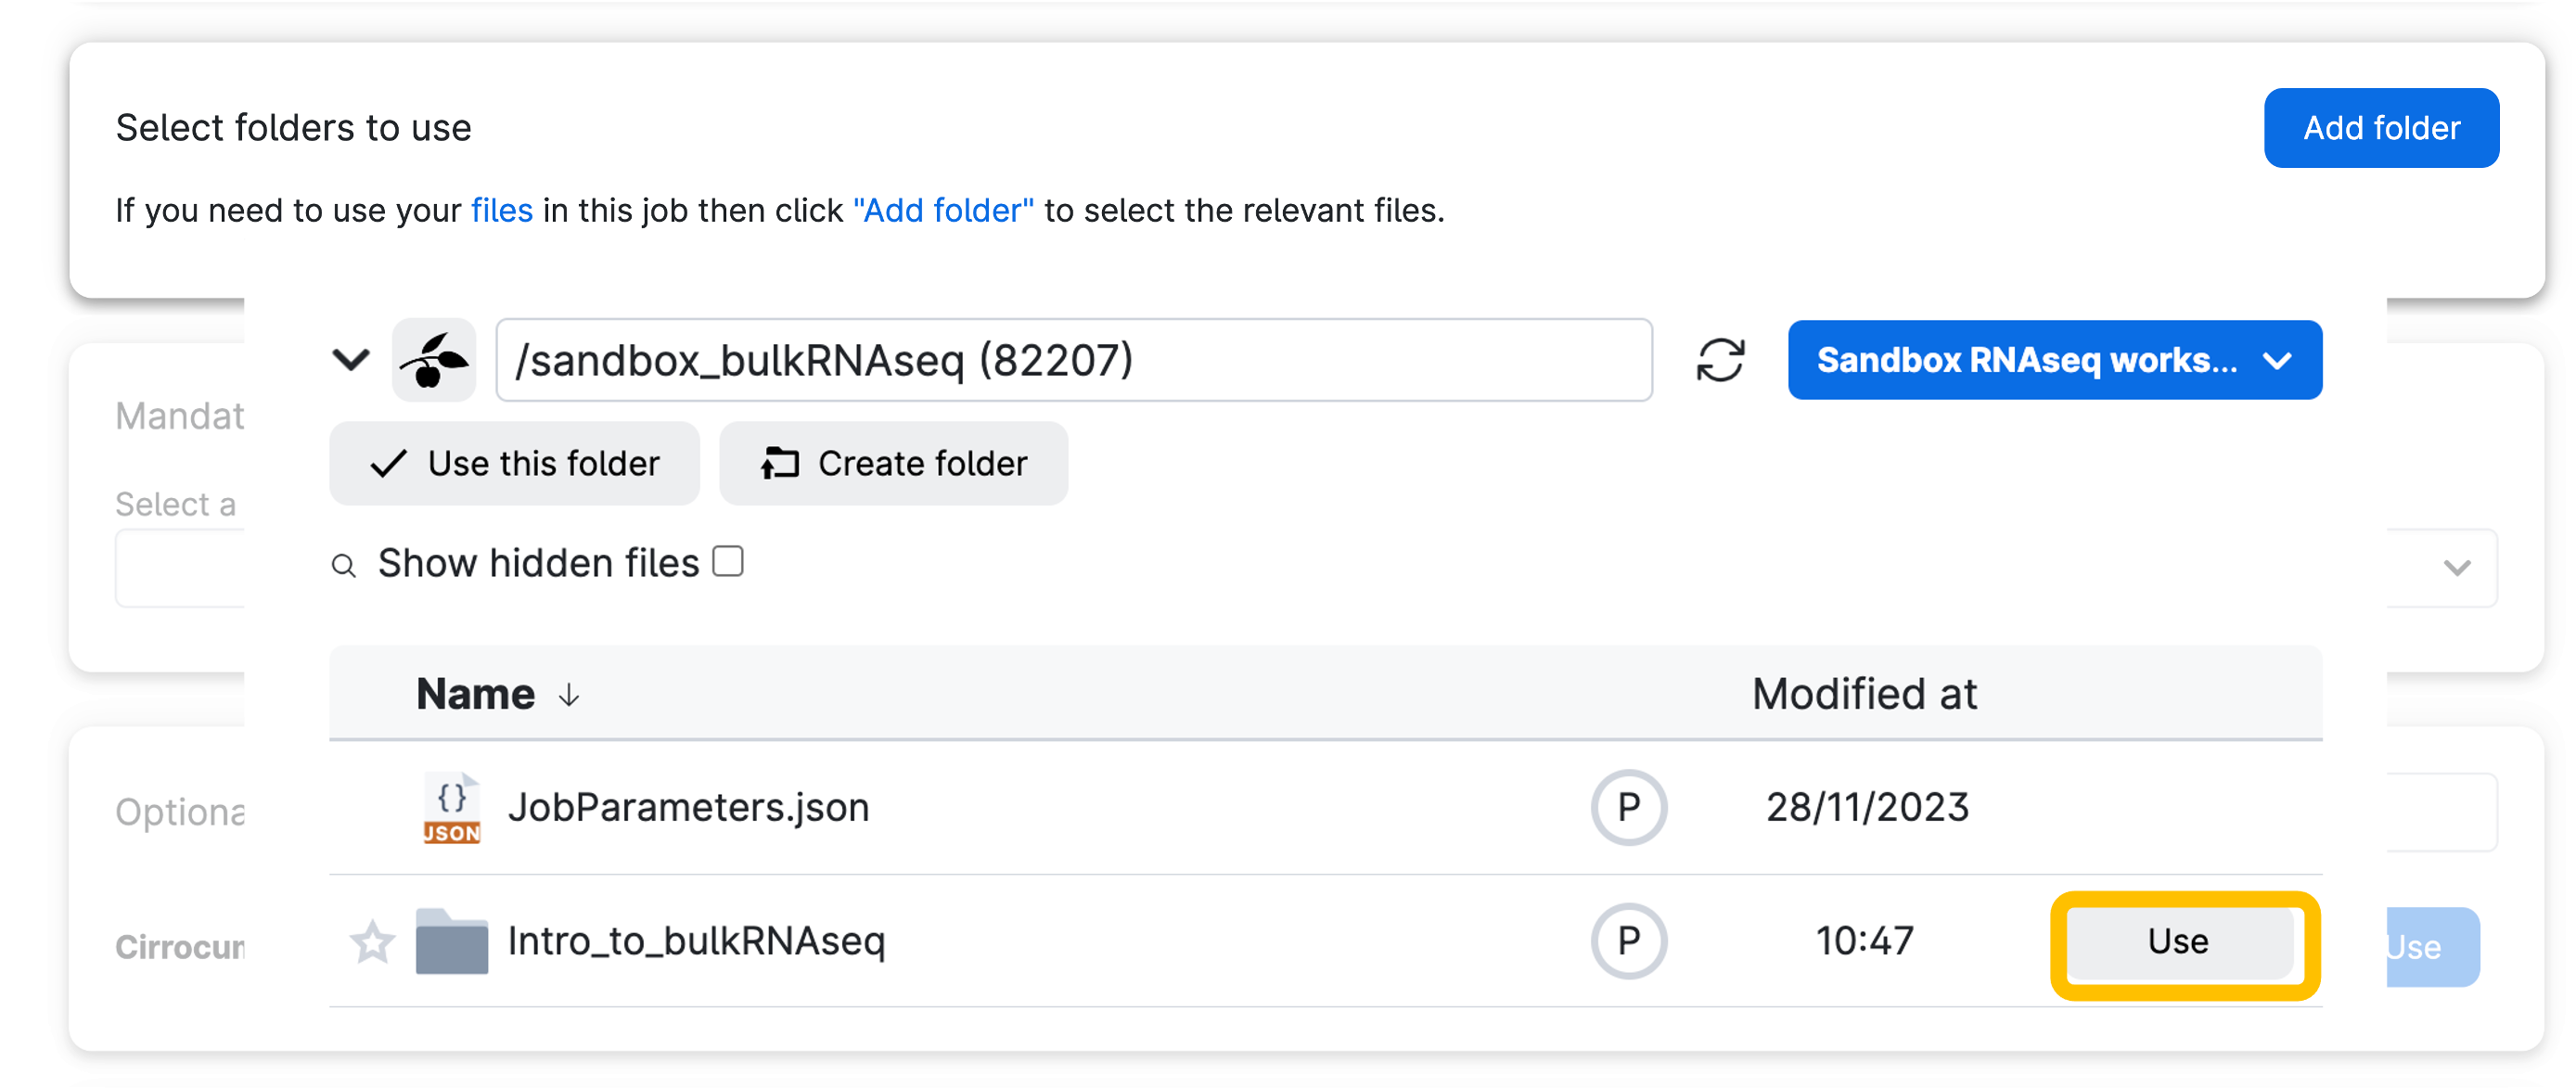 Select folders to use
Add folder
If you need to use your files in this job then click "Add folder" to select the relevant files.
/sandbox_bulkRNAseq (82207)
Sandbox RNAseq works...
Mandat
Use this folder
Create folder
Select a
Show hidden files
Name
Modified at
{} JSON
JobParameters.json
P
28/11/2023
Optiona
Intro_to_bulkRNAseq
P
10:47
Use
Cirrocum
Use